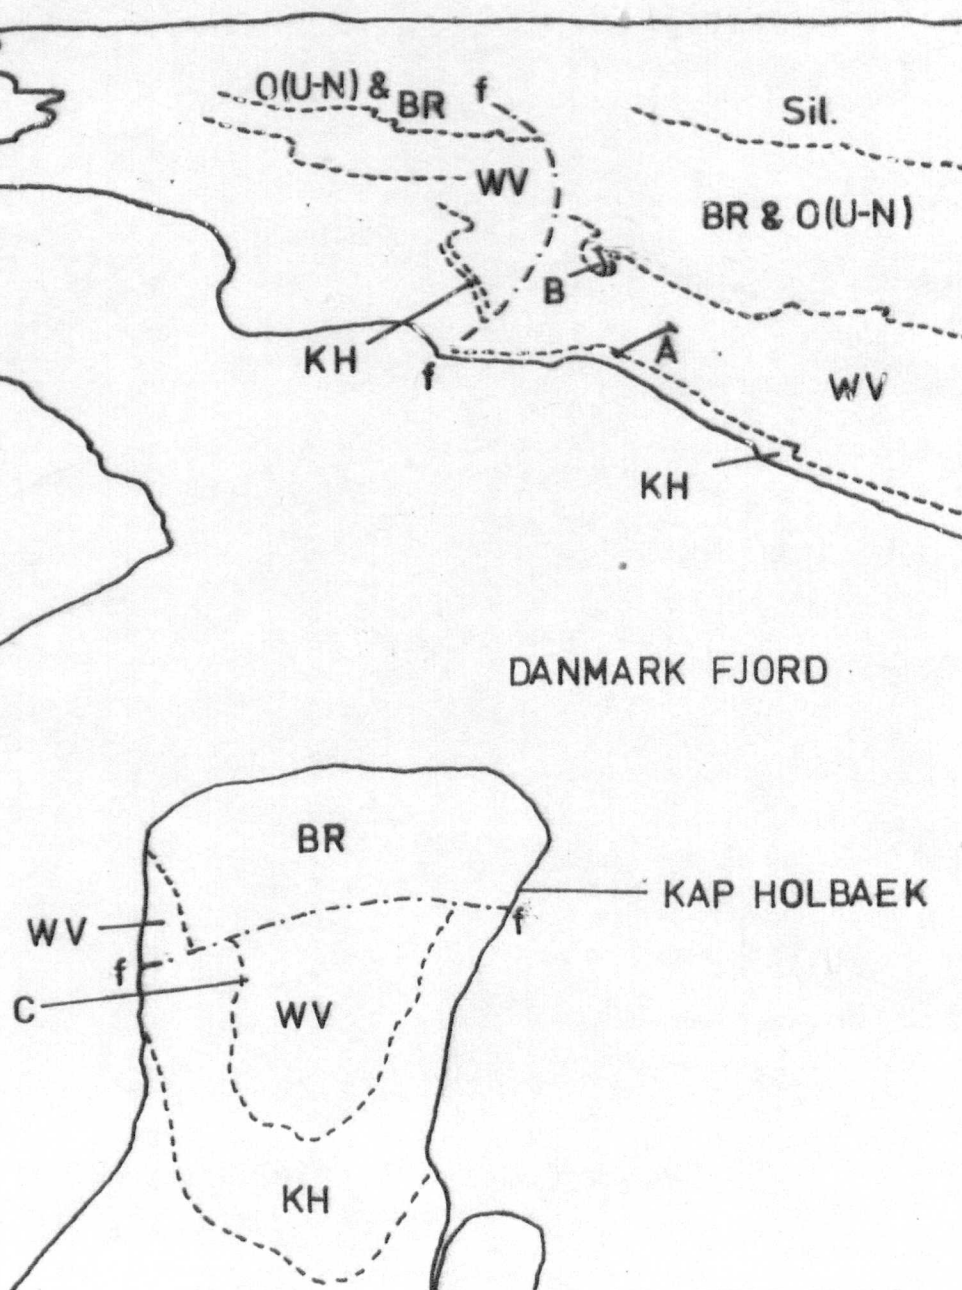 O(U-N) &
BR
f
Sil.
WV
BR & O(U-N)
B
KH
f
A
WV
KH
DANMARK FJORD
BR
KAP HOLBAEK
WV
f
f
C
WV
KH